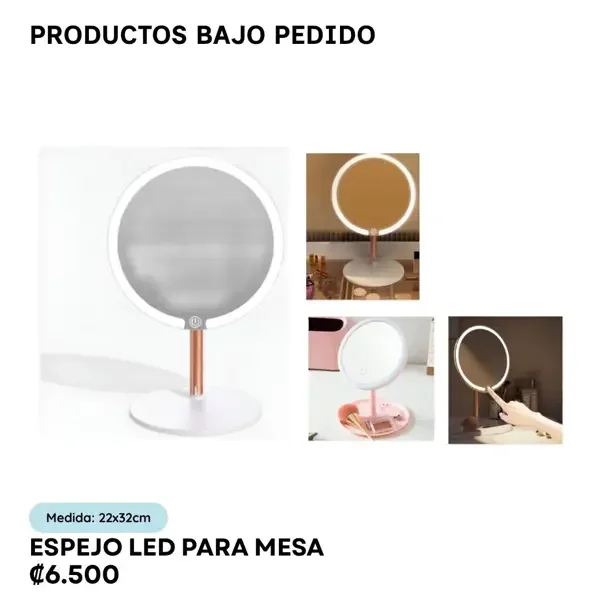 PRODUCTOS BAJO PEDIDO
Medida: 22x32cm
ESPEJO LED PARA MESA
₡6.500